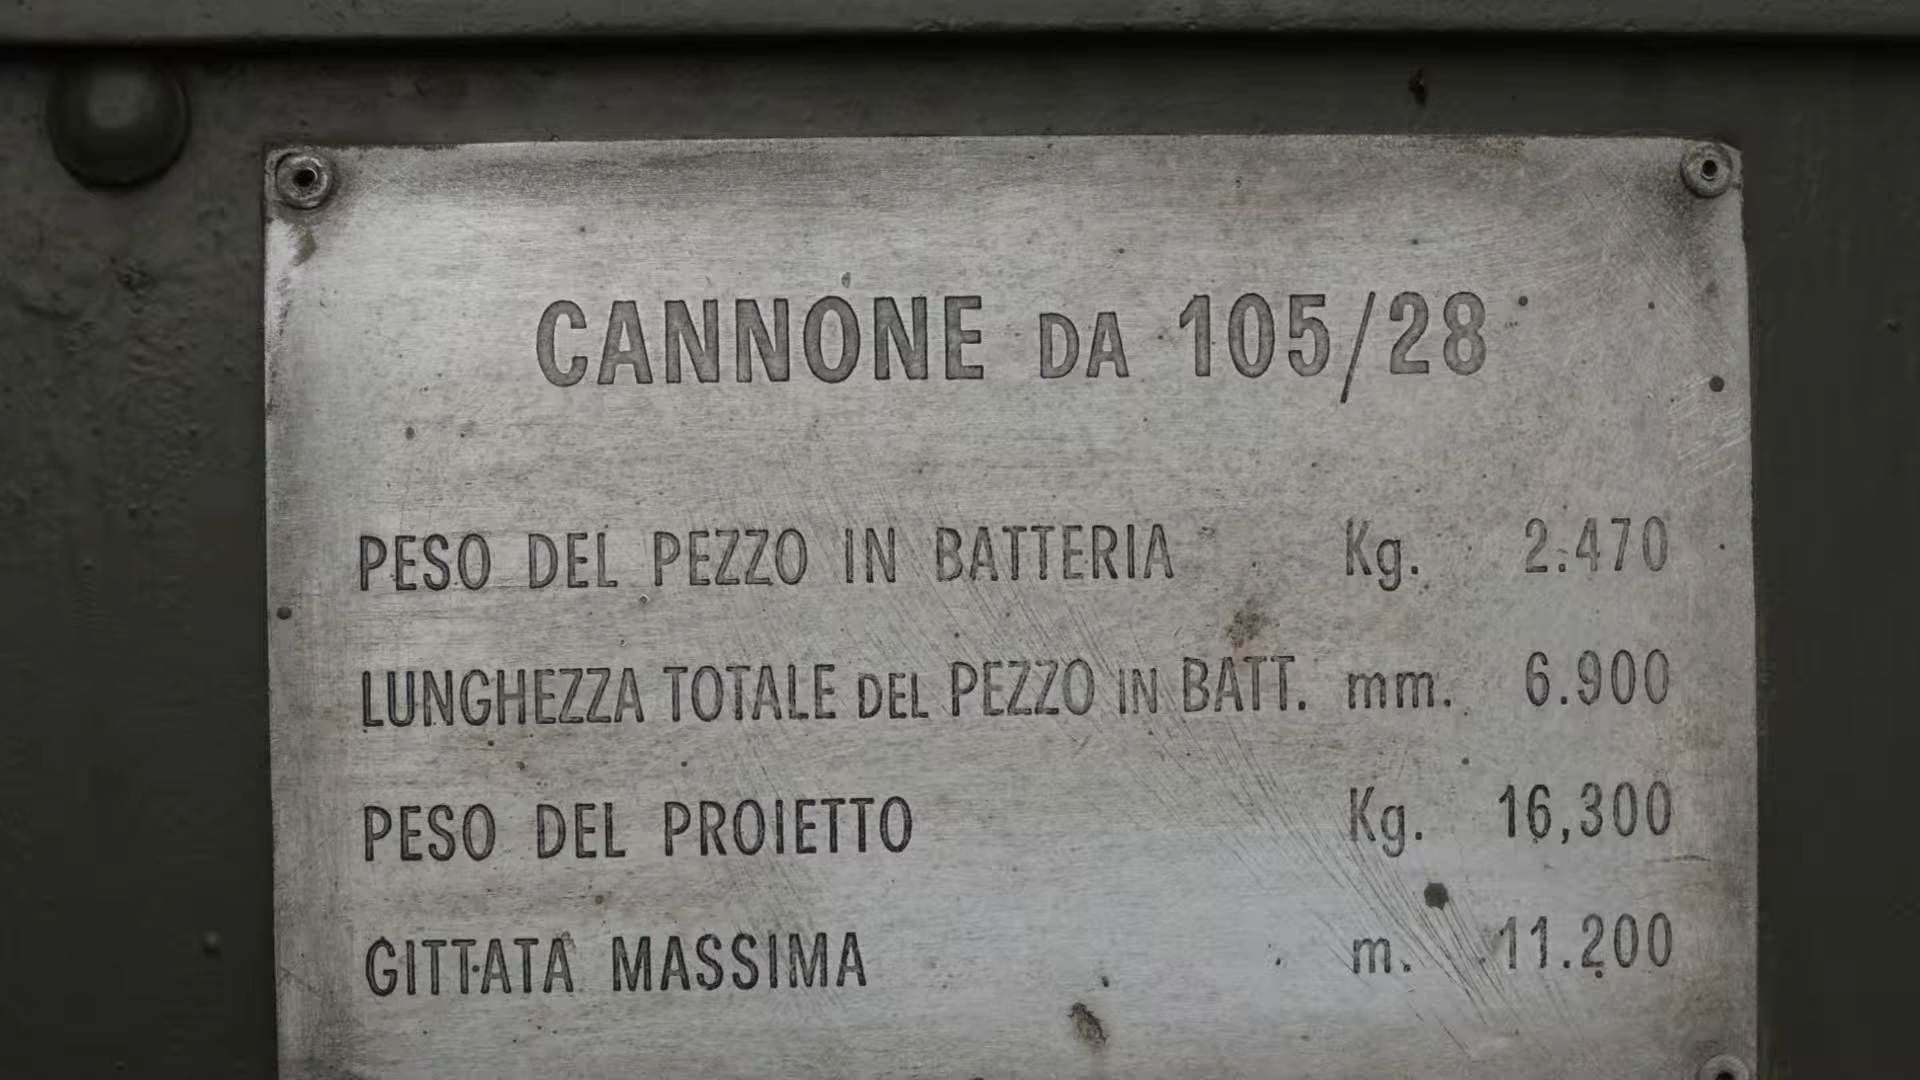 CANNONE DA 105/28
PESO DEL PEZZO IN BATTERIA Kg. 2.470
LUNGHEZZA TOTALE DEL PEZZO IN BATT. mm. 6.900
PESO DEL PROIETTO Kg. 16,300
GITTATA MASSIMA m. 11.200